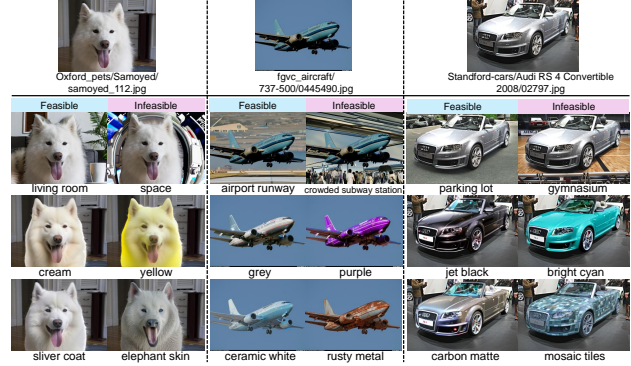 Oxford_pets/Samoyed/
samoyed_112.jpg
fgvc_aircraft/
737-500/0445490.jpg
Standford-cars/Audi RS 4 Convertible
2008/02797.jpg
Feasible Infeasible Feasible Infeasible Feasible Infeasible
living room space airport runway crowded subway station parking lot gymnasium
cream yellow grey purple jet black bright cyan
sliver coat elephant skin ceramic white rusty metal carbon matte mosaic tiles